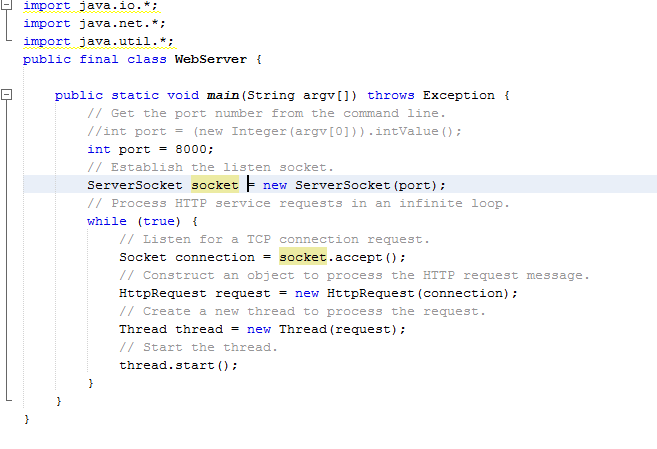 import java.io.*;
import java.net.*;
import java.util.*;
public final class WebServer {
public static void main(String argv[]) throws Exception {
// Get the port number from the command line.
//int port = (new Integer(argv[0])).intValue();
int port = 8000;
// Establish the listen socket.
ServerSocket socket = new ServerSocket(port);
// Process HTTP service requests in an infinite loop.
while (true) {
// Listen for a TCP connection request.
Socket connection = socket.accept();
// Construct an object to process the HTTP request message.
HttpRequest request = new HttpRequest(connection);
// Create a new thread to process the request.
Thread thread = new Thread(request);
// Start the thread.
thread.start();
}
}
}